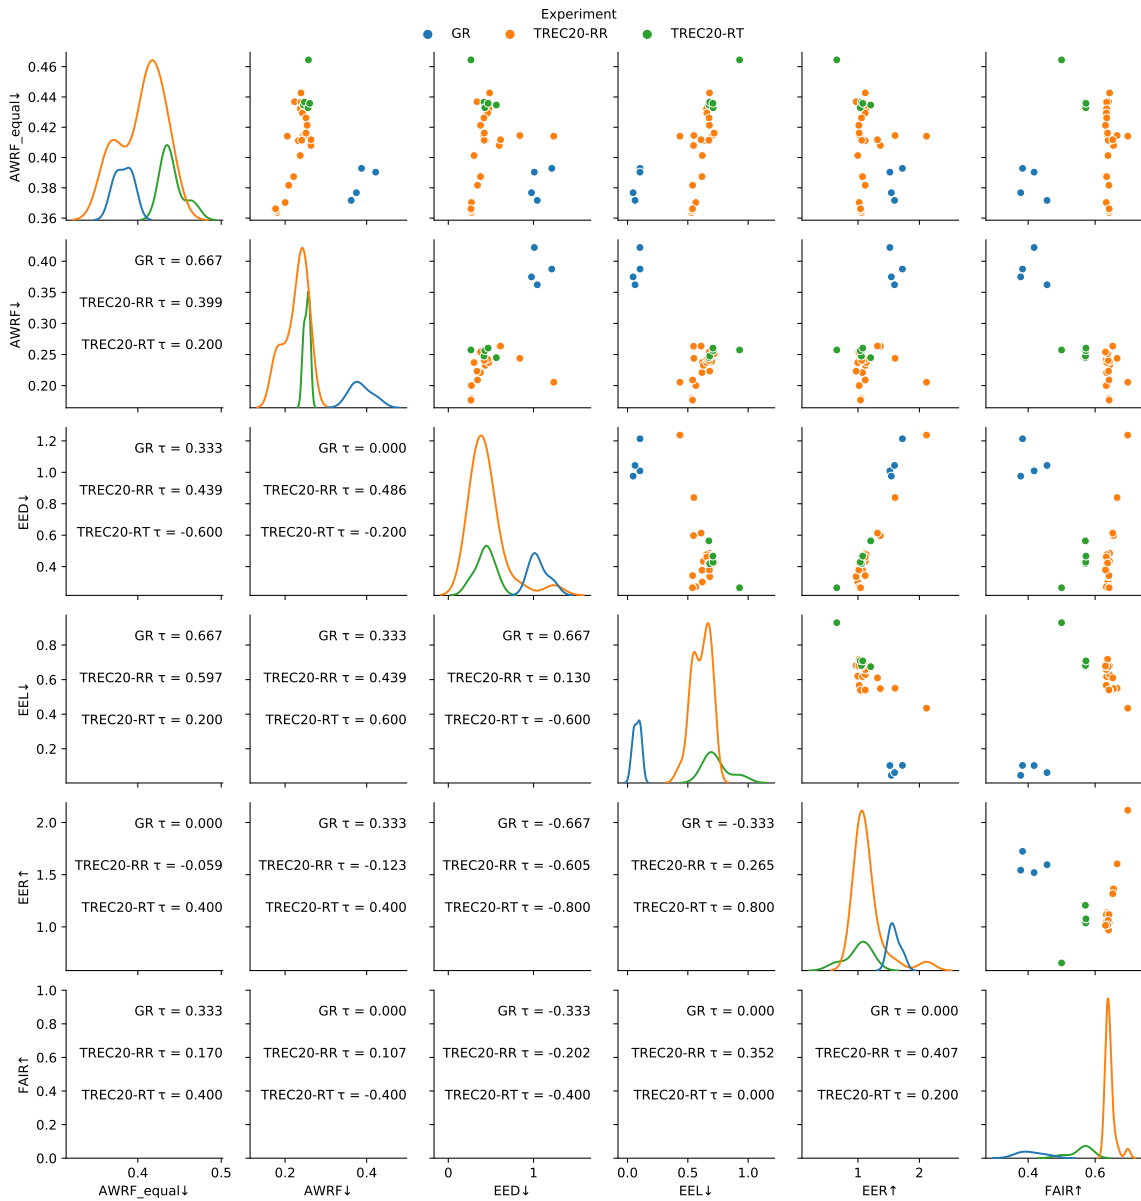 Experiment
GR TREC20-RR TREC20-RT
AWRF_equal↓
0.46
0.44
0.42
0.40
0.38
0.36
AWRF↓
0.40
0.35
0.30
0.25
0.20
GR τ = 0.667
TREC20-RR τ = 0.399
TREC20-RT τ = 0.200
EED↓
1.2
1.0
0.8
0.6
0.4
GR τ = 0.333 GR τ = 0.000
TREC20-RR τ = 0.439 TREC20-RR τ = 0.486
TREC20-RT τ = -0.600 TREC20-RT τ = -0.200
EEL↓
0.8
0.6
0.4
0.2
GR τ = 0.667 GR τ = 0.333 GR τ = 0.667
TREC20-RR τ = 0.597 TREC20-RR τ = 0.439 TREC20-RR τ = 0.130
TREC20-RT τ = 0.200 TREC20-RT τ = 0.600 TREC20-RT τ = -0.600
EER↑
2.0
1.5
1.0
GR τ = 0.000 GR τ = 0.333 GR τ = -0.667 GR τ = -0.333
TREC20-RR τ = -0.059 TREC20-RR τ = -0.123 TREC20-RR τ = -0.605 TREC20-RR τ = 0.265
TREC20-RT τ = 0.400 TREC20-RT τ = 0.400 TREC20-RT τ = -0.800 TREC20-RT τ = 0.800
FAIR↑
1.0
0.8
0.6
0.4
0.2
0.0
GR τ = 0.333 GR τ = 0.000 GR τ = -0.333 GR τ = 0.000 GR τ = 0.000
TREC20-RR τ = 0.170 TREC20-RR τ = 0.107 TREC20-RR τ = -0.202 TREC20-RR τ = 0.352 TREC20-RR τ = 0.407
TREC20-RT τ = 0.400 TREC20-RT τ = -0.400 TREC20-RT τ = -0.400 TREC20-RT τ = 0.000 TREC20-RT τ = 0.200
0.4 0.5 0.2 0.4 0 1 0.0 0.5 1.0 1 2 0.4 0.6
AWRF_equal↓ AWRF↓ EED↓ EEL↓ EER↑ FAIR↑